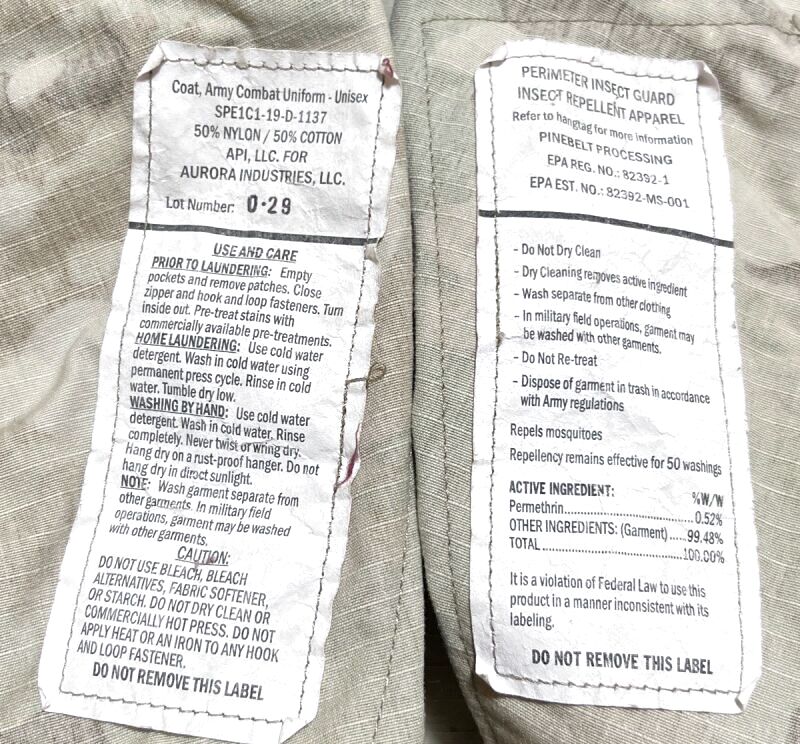 Coat, Army Combat Uniform - Unisex
SPE1C1-19-D-1137
50% NYLON / 50% COTTON
API, LLC. FOR
AURORA INDUSTRIES, LLC.
Lot Number: 0-29
USE AND CARE
PRIOR TO LAUNDERING: Empty
pockets and remove patches. Close
zipper and hook and loop fasteners. Turn
inside out. Pre-treat stains with
commercially available pre-treatments.
HOME LAUNDERING: Use cold water
detergent. Wash in cold water using
permanent press cycle. Rinse in cold
water. Tumble dry low.
WASHING BY HAND: Use cold water
detergent. Wash in cold water. Rinse
completely. Never twist or wring dry.
Hang dry on a rust-proof hanger. Do not
hang dry in direct sunlight.
NOTE: Wash garment separate from
other garments. In military field
operations, garment may be washed
with other garments.
CAUTION:
DO NOT USE BLEACH, BLEACH
ALTERNATIVES, FABRIC SOFTENER,
OR STARCH. DO NOT DRY CLEAN OR
COMMERCIALLY HOT PRESS. DO NOT
APPLY HEAT OR AN IRON TO ANY HOOK
AND LOOP FASTENER.
DO NOT REMOVE THIS LABEL
PERIMETER INSECT GUARD
INSECT REPELLENT APPAREL
Refer to hangtag for more information
PINEBELT PROCESSING
EPA REG. NO.: 82392-1
EPA EST. NO.: 82392-MS-001
- Do Not Dry Clean
- Dry Cleaning removes active ingredient
- Wash separate from other clothing
- In military field operations, garment may
be washed with other garments.
- Do Not Re-treat
- Dispose of garment in trash in accordance
with Army regulations
Repels mosquitoes
Repellency remains effective for 50 washings
ACTIVE INGREDIENT: %W/W
Permethrin..............................0.52%
OTHER INGREDIENTS: (Garment).....99.48%
TOTAL..................................100.00%
It is a violation of Federal Law to use this
product in a manner inconsistent with its
labeling.
DO NOT REMOVE THIS LABEL